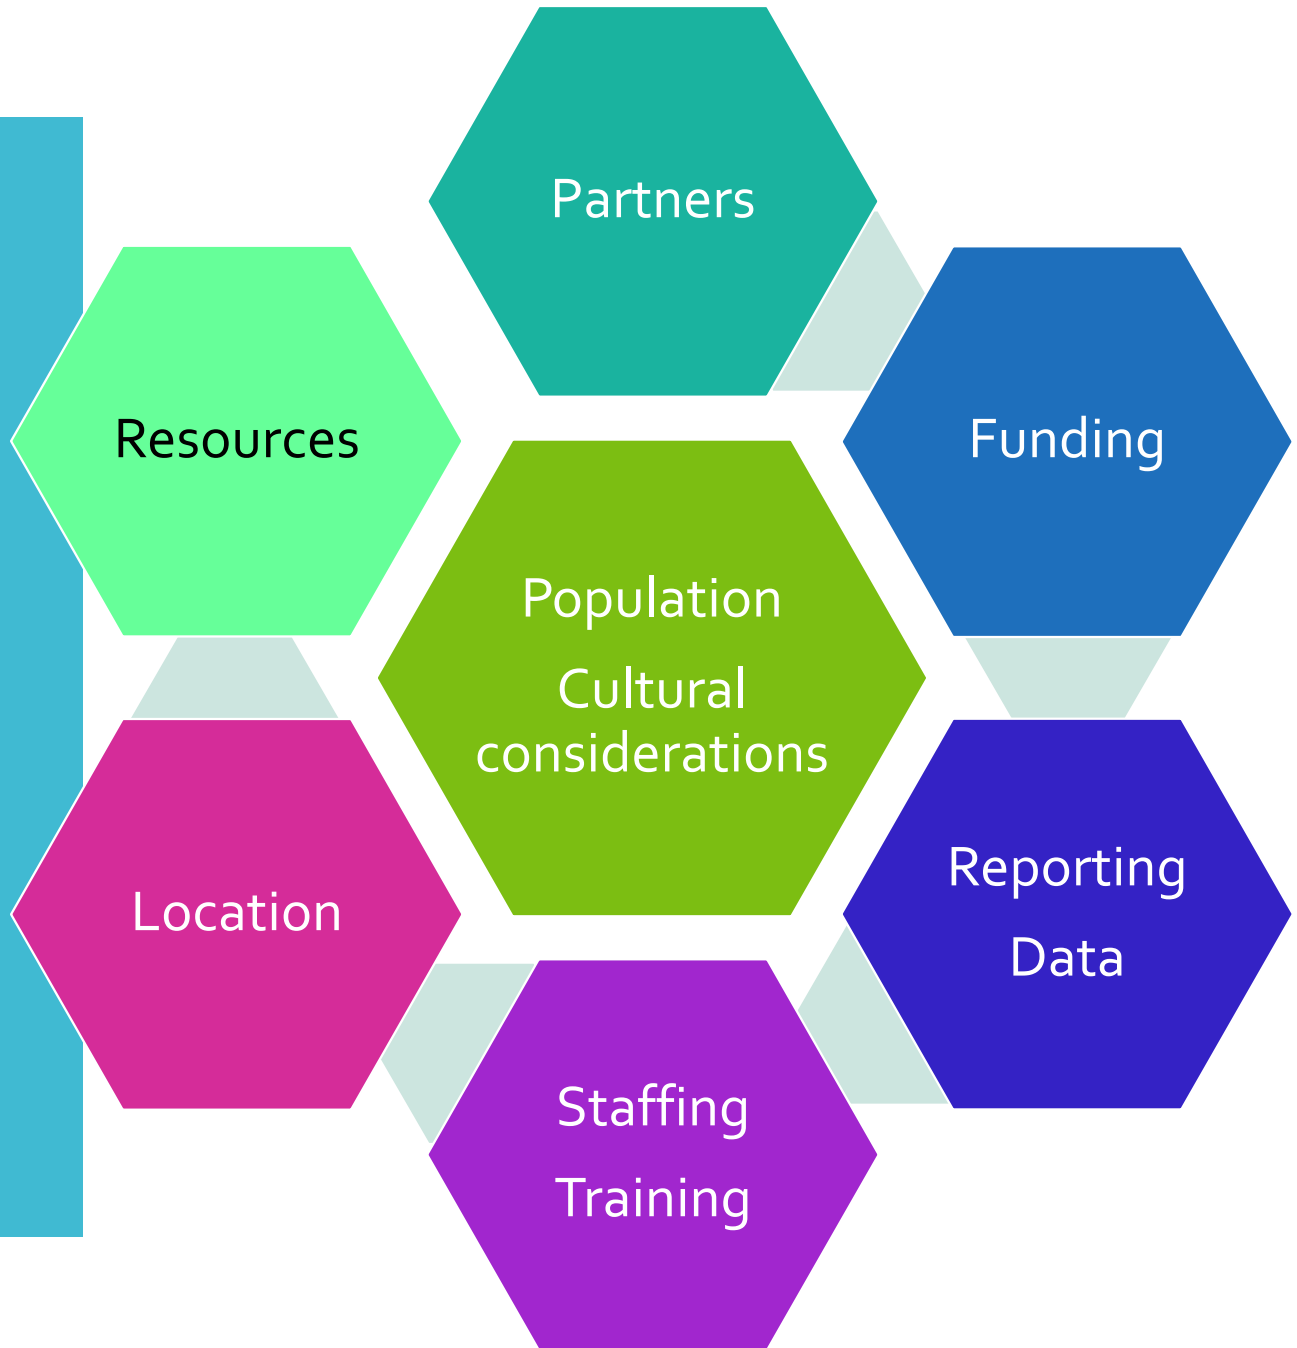 Partners
Resources
Funding
Population
Cultural
considerations
Location
Reporting
Data
Staffing
Training